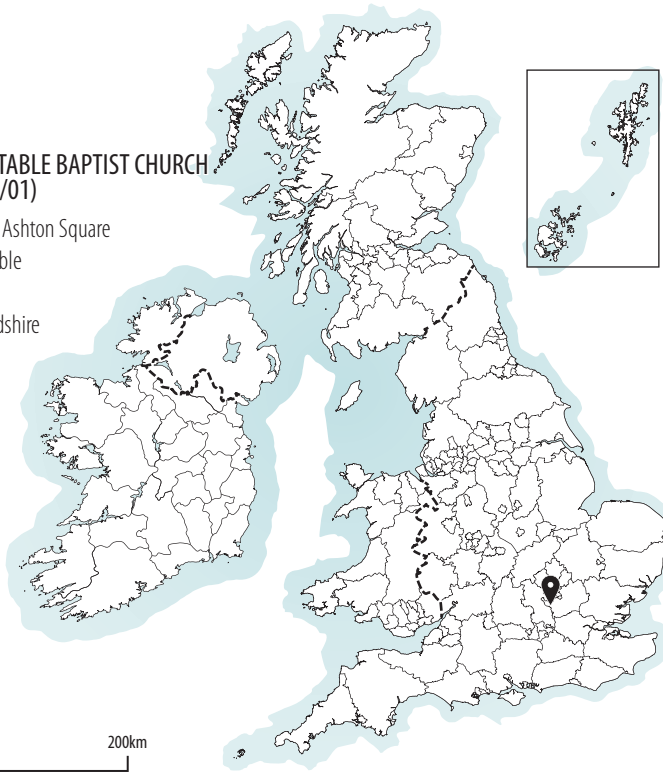 TABLE BAPTIST CHURCH
/01)
Ashton Square
ble
dshire
200km